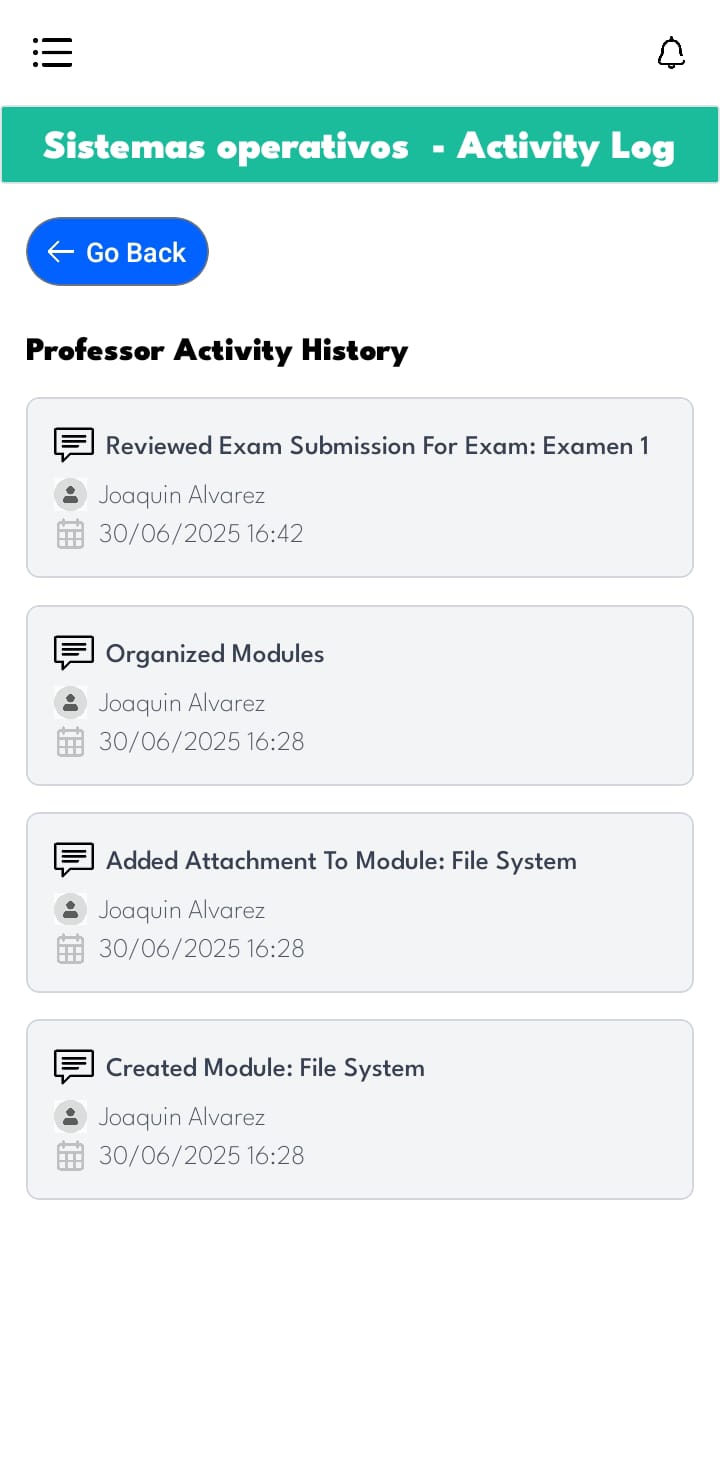 Sistemas operativos - Activity Log
Go Back
Professor Activity History
Reviewed Exam Submission For Exam: Examen 1
Joaquin Alvarez
30/06/2025 16:42
Organized Modules
Joaquin Alvarez
30/06/2025 16:28
Added Attachment To Module: File System
Joaquin Alvarez
30/06/2025 16:28
Created Module: File System
Joaquin Alvarez
30/06/2025 16:28